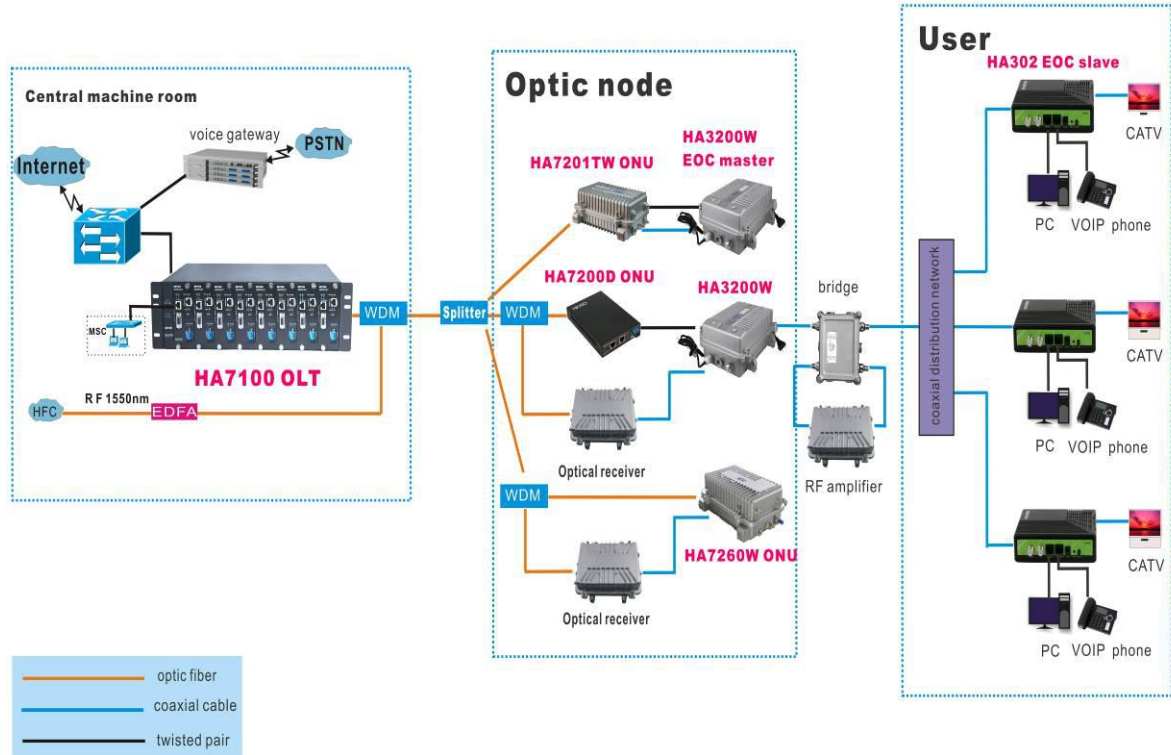 Central machine room
voice gateway
PSTN
Internet
MSC
WDM
HA7100 OLT
HFC
RF 1550nm
EDFA
Splitter
Optic node
HA7201TW ONU
HA3200W
EOC master
WDM
HA7200D ONU
HA3200W
Optical receiver
WDM
HA7260W ONU
Optical receiver
bridge
RF amplifier
User
coaxial distribution network
HA302 EOC slave
CATV
PC
VOIP phone
CATV
PC
VOIP phone
CATV
PC
VOIP phone
optic fiber
coaxial cable
twisted pair